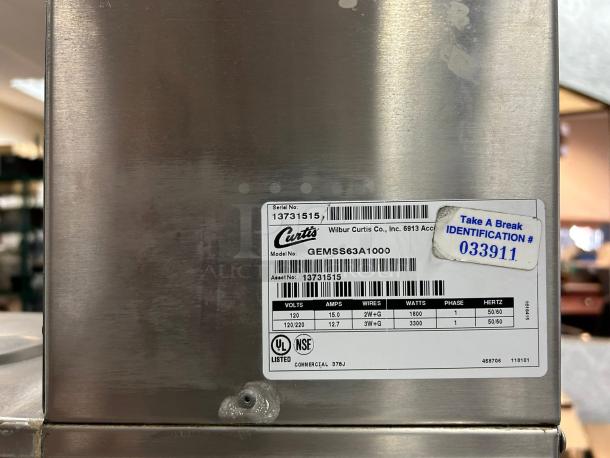 Serial No:
13731515
Curtis
Wilbur Curtis Co., Inc. 6913 Acc
Model No: GEMSS63A1000
Asset No: 13731515
VOLTS AMPS WIRES WATTS PHASE HERTZ
120 15.0 2W+G 1800 1 50/60
120/220 12.7 3W+G 3300 1 50/60
UL
LISTED
NSF
COMMERCIAL 378J
458706 110101
Take A Break
IDENTIFICATION #
033911